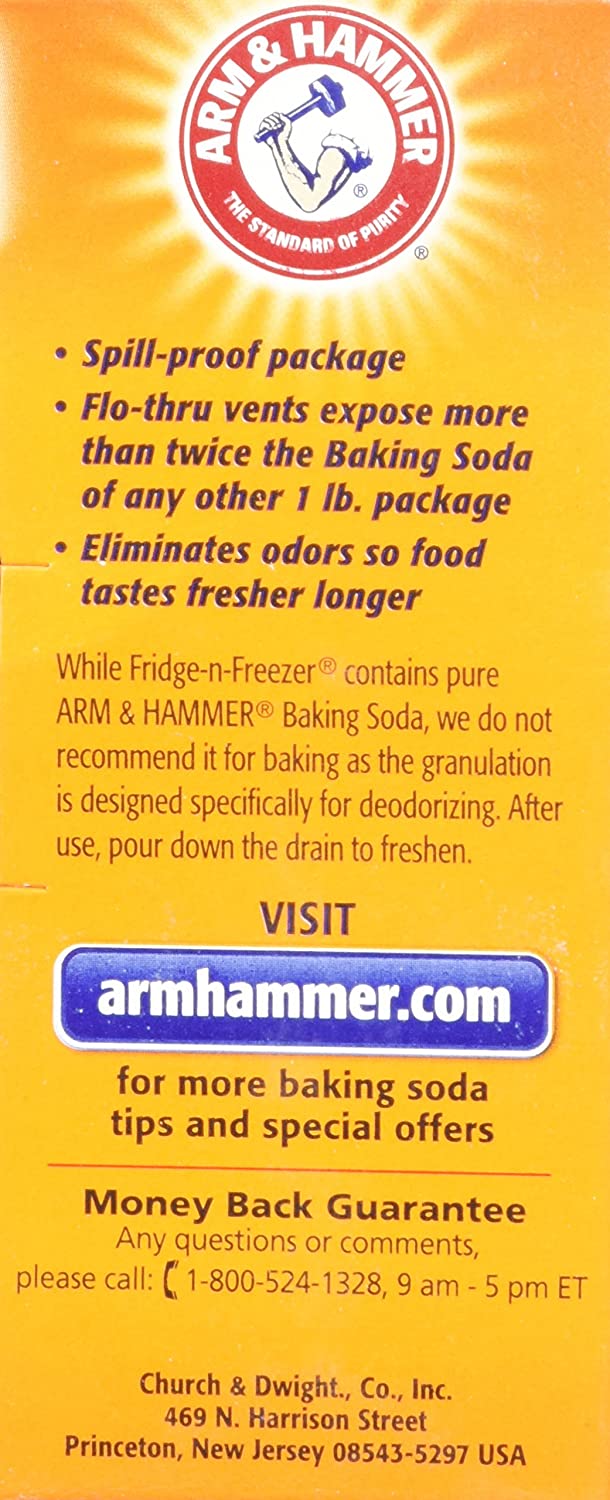 ARM & HAMMER
®
THE STANDARD OF PURITY
®
• Spill-proof package
• Flo-thru vents expose more
than twice the Baking Soda
of any other 1 lb. package
• Eliminates odors so food
tastes fresher longer
While Fridge-n-Freezer® contains pure
ARM & HAMMER® Baking Soda, we do not
recommend it for baking as the granulation
is designed specifically for deodorizing. After
use, pour down the drain to freshen.
VISIT
armhammer.com
for more baking soda
tips and special offers
Money Back Guarantee
Any questions or comments,
please call: 1-800-524-1328, 9 am - 5 pm ET
Church & Dwight., Co., Inc.
469 N. Harrison Street
Princeton, New Jersey 08543-5297 USA